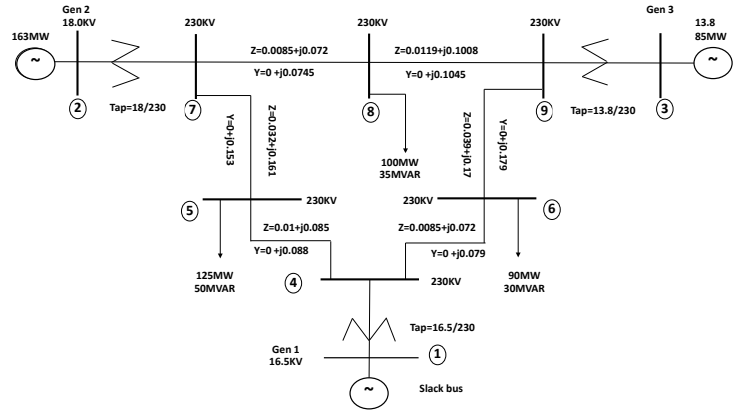 Gen 2
18.0KV
163MW
~
2
Tap=18/230
230KV
7
Z=0.0085+j0.072
Y=0 +j0.0745
230KV
8
Z=0.0119+j0.1008
Y=0 +j0.1045
230KV
9
Tap=13.8/230
Gen 3
3
13.8
85MW
~
Y=0+j0.153
Z=0.032+j0.161
100MW
35MVAR
Z=0.039+j0.17
Y=0+j0.179
5
230KV
230KV
6
Z=0.01+j0.085
Y=0 +j0.088
Z=0.0085+j0.072
Y=0 +j0.079
125MW
50MVAR
90MW
30MVAR
4
230KV
Tap=16.5/230
Gen 1
16.5KV
1
~
Slack bus